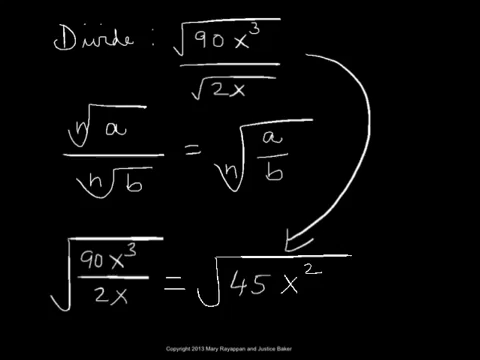 Divide : √90x³ / √2x
ⁿ√a / ⁿ√b = ⁿ√(a/b)
√(90x³/2x) = √45x²
Copyright 2013 Mary Rayappan and Justice Baker